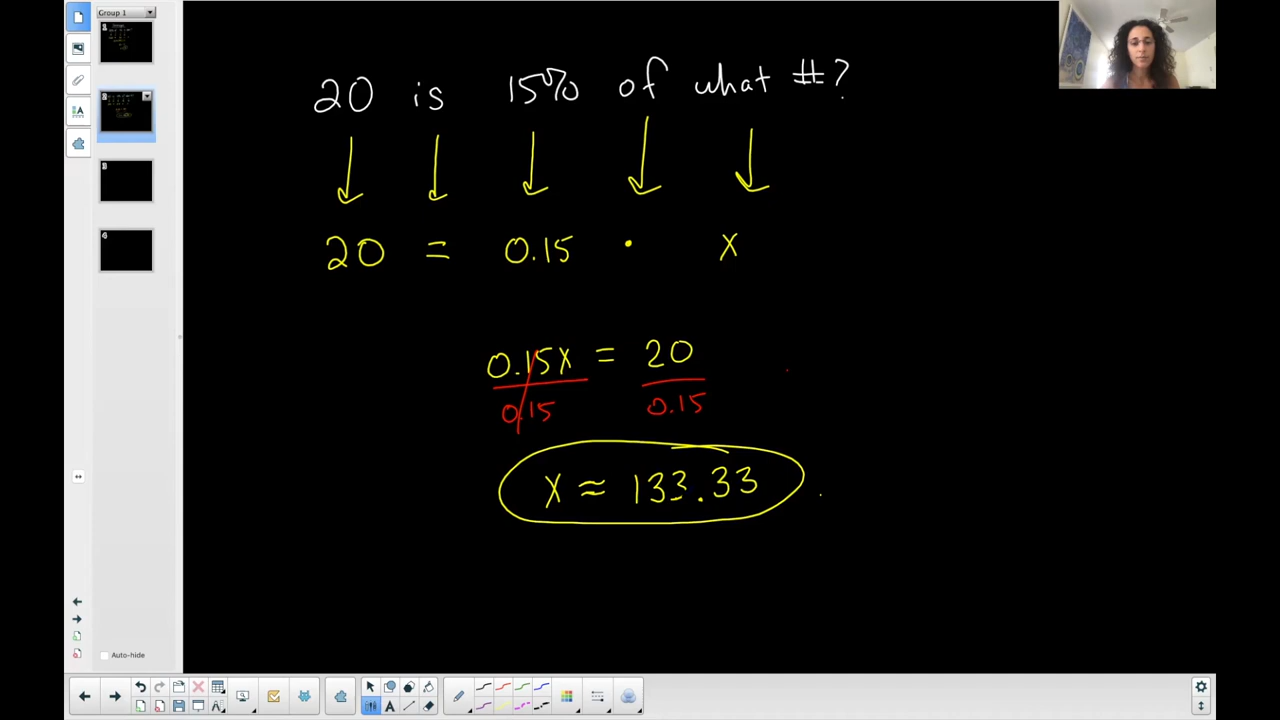 Group 1
20 is 15% of what #?
20 = 0.15 • x
0.15x = 20
0.15 0.15
x ≈ 133.33
Auto-hide